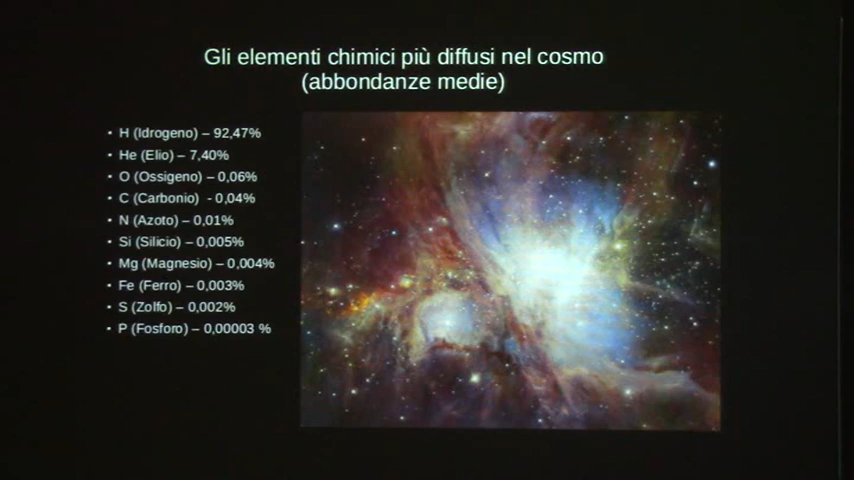 Gli elementi chimici più diffusi nel cosmo
(abbondanze medie)
• H (Idrogeno) – 92,47%
• He (Elio) – 7,40%
• O (Ossigeno) – 0,06%
• C (Carbonio) - 0,04%
• N (Azoto) – 0,01%
• Si (Silicio) – 0,005%
• Mg (Magnesio) – 0,004%
• Fe (Ferro) – 0,003%
• S (Zolfo) – 0,002%
• P (Fosforo) – 0,00003 %